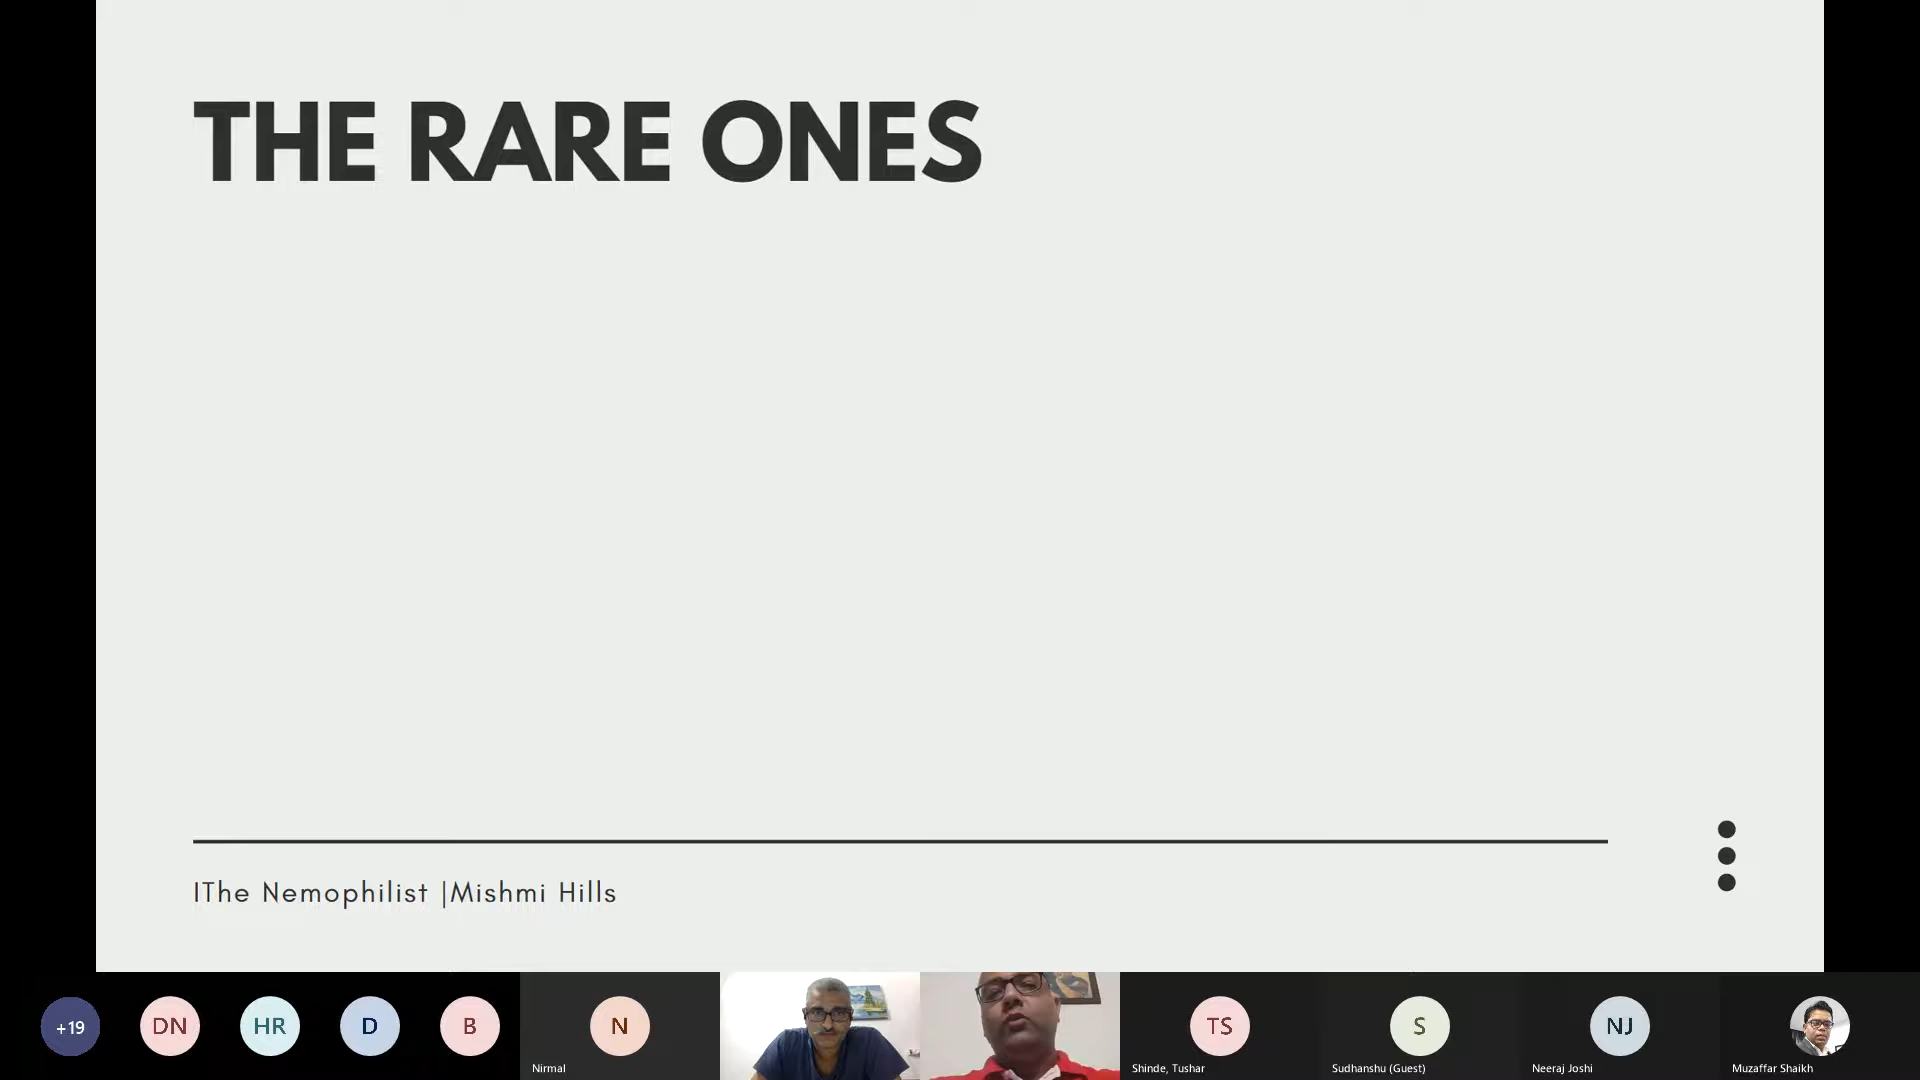 THE RARE ONES
IThe Nemophilist |Mishmi Hills
+19
DN
HR
D
B
N
TS
S
NJ
Nirmal
Shinde, Tushar
Sudhanshu (Guest)
Neeraj Joshi
Muzaffar Shaikh